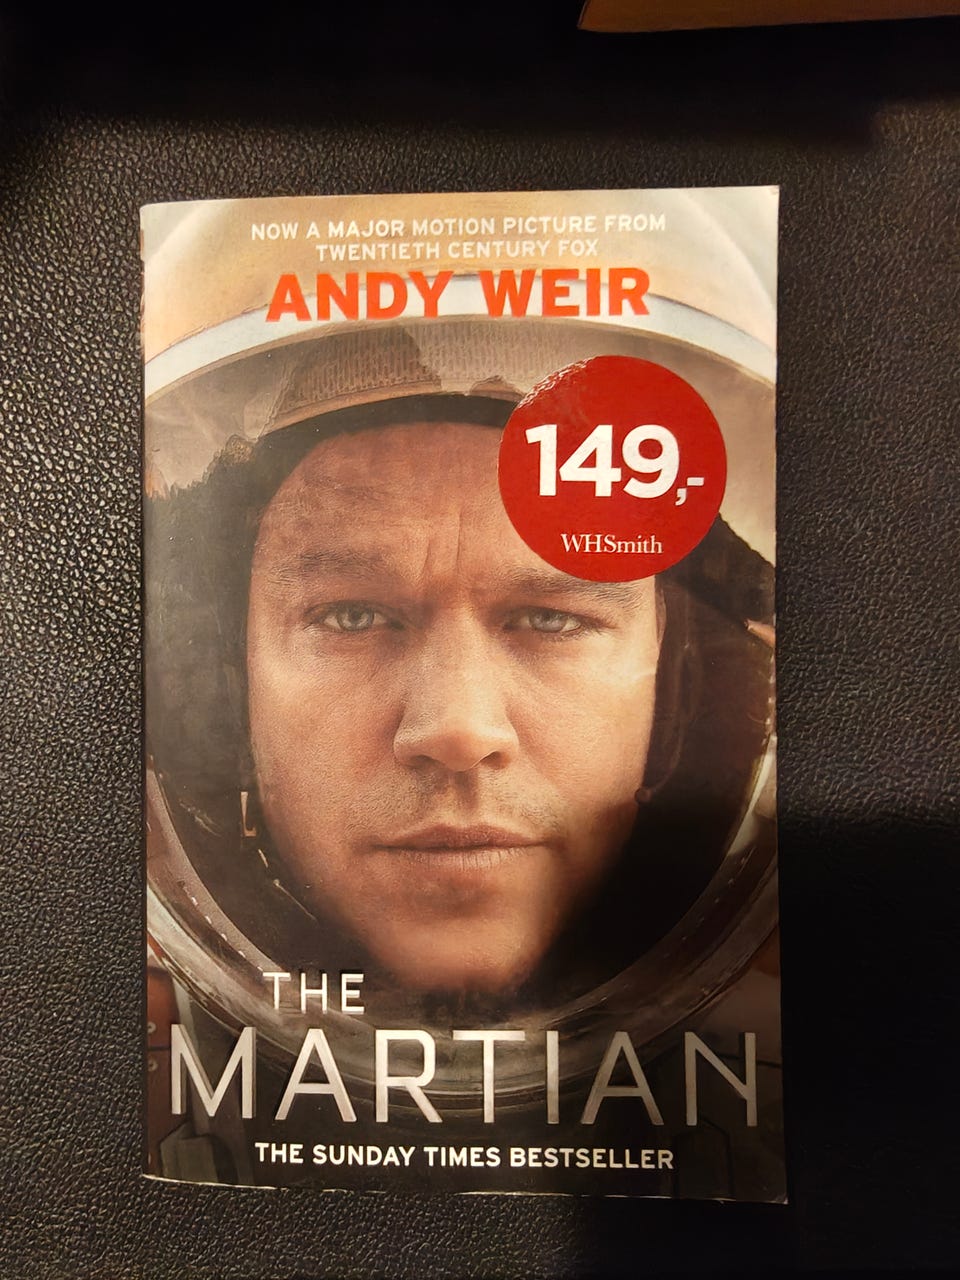 NOW A MAJOR MOTION PICTURE FROM
TWENTIETH CENTURY FOX
ANDY WEIR
149,-
WHSmith
THE
MARTIAN
THE SUNDAY TIMES BESTSELLER